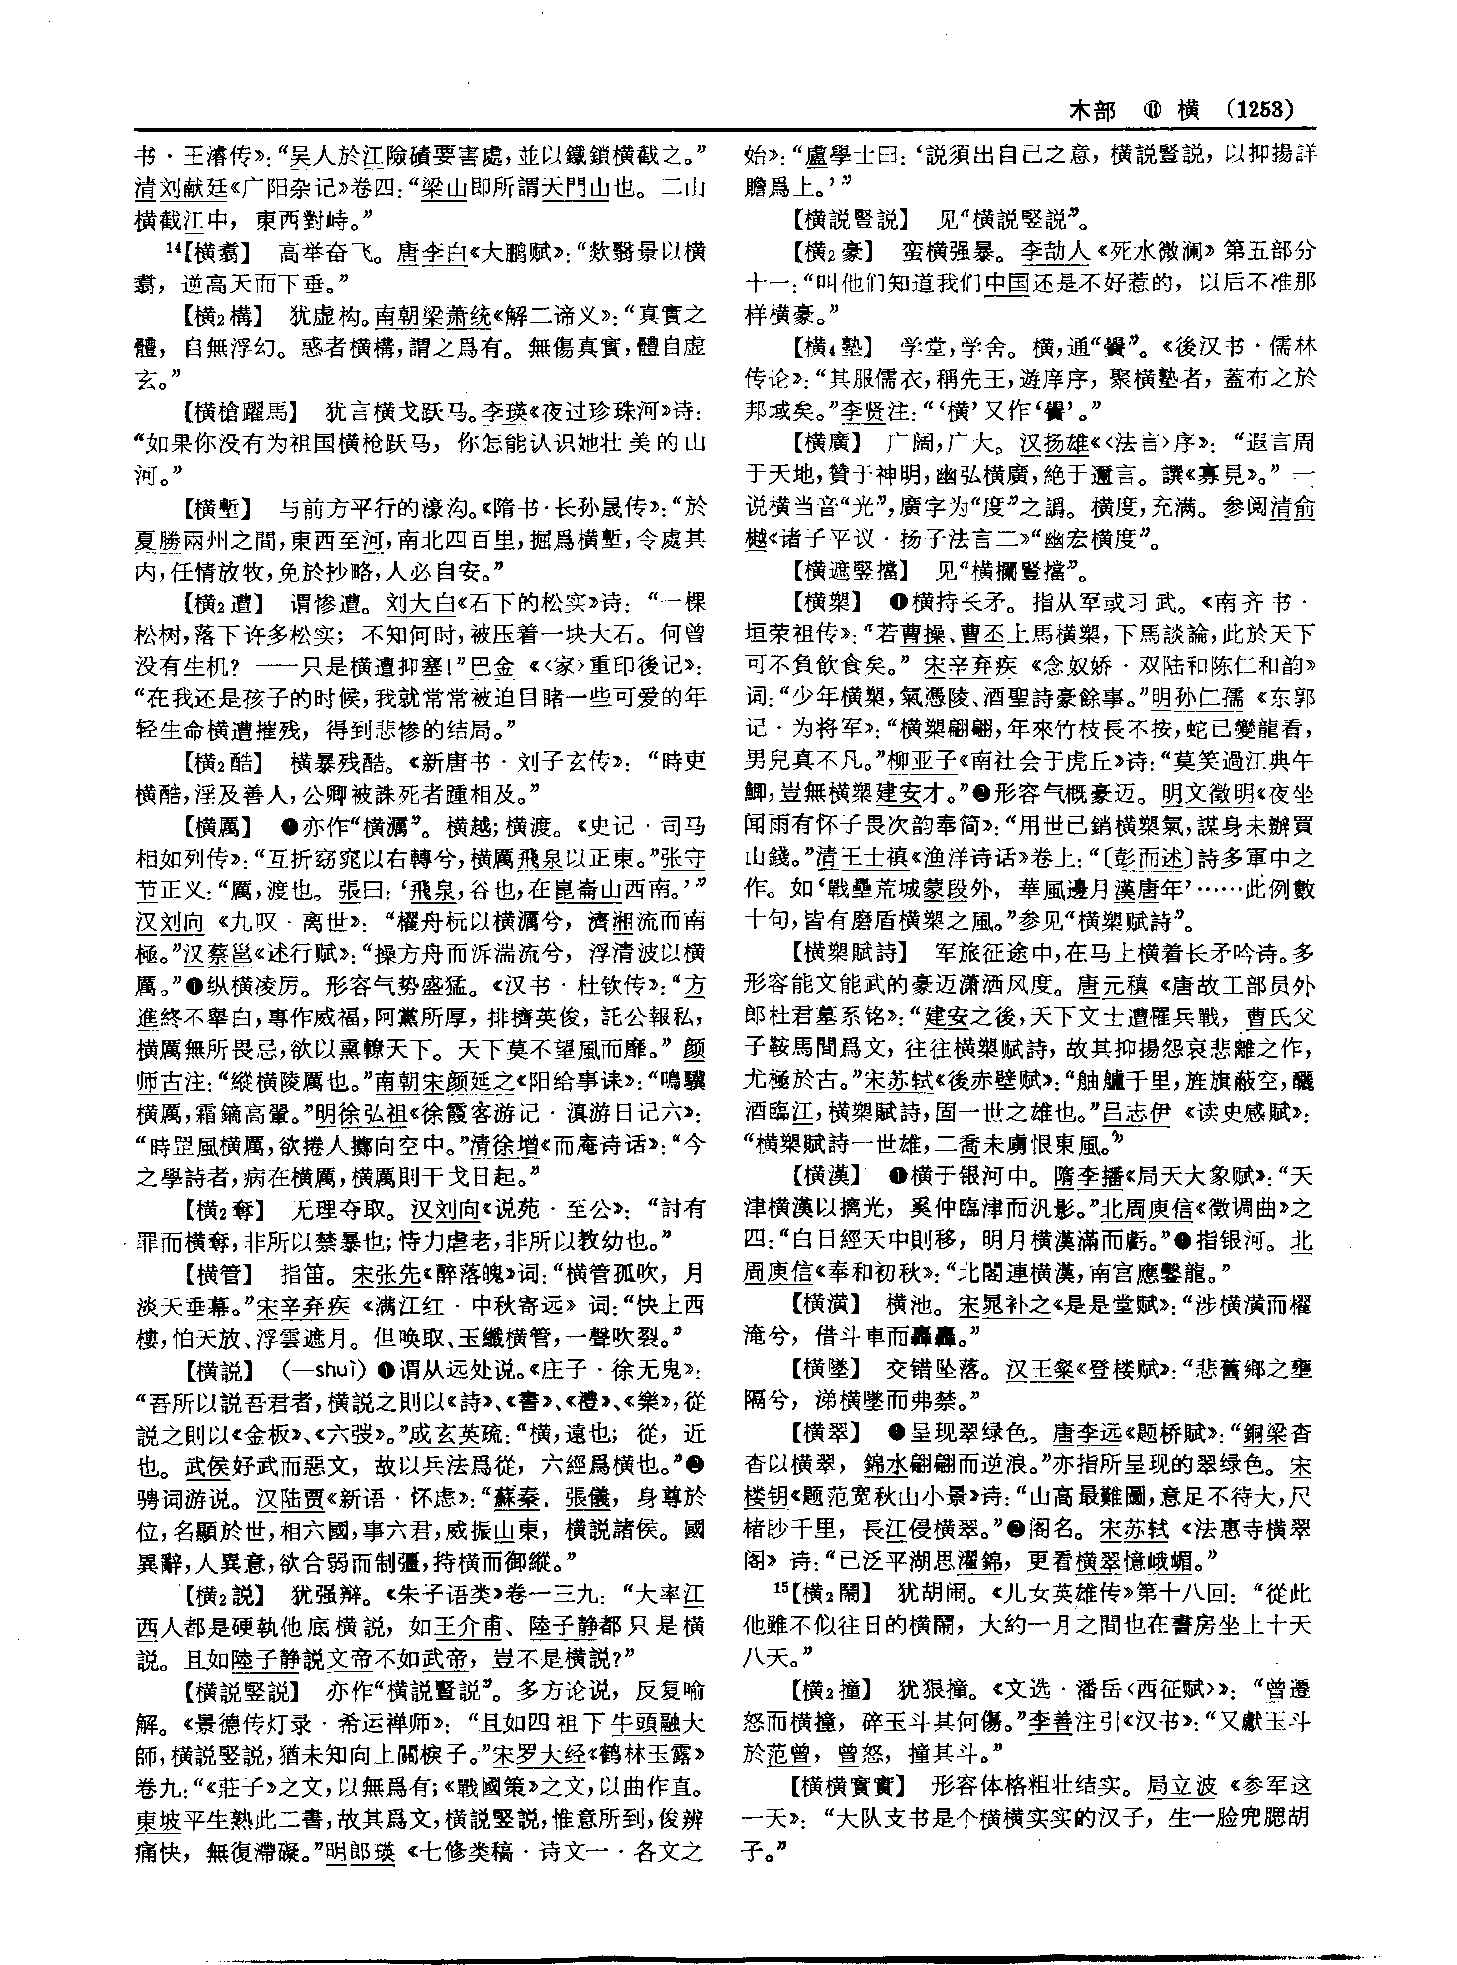 木部 ⑪ 横 (1253)
书·王濬传》:“吴人於江險磧要害處,並以鐵鎖横截之。”
清刘献廷《广阳杂记》卷四:“梁山即所謂天門山也。二山
横截江中,東西對峙。”
14【横翥】 高举奋飞。唐李白《大鹏赋》:“欻翳景以横
翥,逆高天而下垂。”
【横2構】 犹虚构。南朝梁萧统《解二谛义》:“真實之
體,自無浮幻。惑者横構,謂之爲有。無傷真實,體自虚
玄。”
【横槍躍馬】 犹言横戈跃马。李瑛《夜过珍珠河》诗:
“如果你没有为祖国横枪跃马,你怎能认识她壮美的山
河。”
【横塹】 与前方平行的濠沟。《隋书·长孙晟传》:“於
夏勝兩州之間,東西至河,南北四百里,掘爲横塹,令處其
内,任情放牧,免於抄略,人必自安。”
【横2遭】 谓惨遭。刘大白《石下的松实》诗:“一棵
松树,落下许多松实;不知何时,被压着一块大石。何曾
没有生机?——只是横遭抑塞!”巴金《〈家〉重印後记》:
“在我还是孩子的时候,我就常常被迫目睹一些可爱的年
轻生命横遭摧残,得到悲惨的结局。”
【横2酷】 横暴残酷。《新唐书·刘子玄传》:“時吏
横酷,淫及善人,公卿被誅死者踵相及。”
【横厲】 ❶亦作“横濿”。横越;横渡。《史记·司马
相如列传》:“互折窈窕以右轉兮,横厲飛泉以正東。”张守
节正义:“厲,渡也。張曰:‘飛泉,谷也,在崑崙山西南。’”
汉刘向《九叹·离世》:“櫂舟杭以横濿兮,濟湘流而南
極。”汉蔡邕《述行赋》:“操方舟而泝湍流兮,浮清波以横
厲。”❷纵横凌厉。形容气势盛猛。《汉书·杜钦传》:“方
進終不舉白,專作威福,阿黨所厚,排擠英俊,託公報私,
横厲無所畏忌,欲以熏轑天下。天下莫不望風而靡。”颜
师古注:“縱横陵厲也。”南朝宋颜延之《阳给事诔》:“鳴驥
横厲,霜鏑高翬。”明徐弘祖《徐霞客游记·滇游日记六》:
“時罡風横厲,欲捲人擲向空中。”清徐增《而庵诗话》:“今
之學詩者,病在横厲,横厲則干戈日起。”
【横2奪】 无理夺取。汉刘向《说苑·至公》:“討有
罪而横奪,非所以禁暴也;恃力虐老,非所以教幼也。”
【横管】 指笛。宋张先《醉落魄》词:“横管孤吹,月
淡天垂幕。”宋辛弃疾《满江红·中秋寄远》词:“快上西
樓,怕天放、浮雲遮月。但唤取、玉纖横管,一聲吹裂。”
【横説】 (—shuì) ❶谓从远处说。《庄子·徐无鬼》:
“吾所以説吾君者,横説之則以《詩》、《書》、《禮》、《樂》,從
説之則以《金板》、《六弢》。”成玄英疏:“横,遠也;從,近
也。武侯好武而惡文,故以兵法爲從,六經爲横也。”❷
骋词游说。汉陆贾《新语·怀虑》:“蘇秦、張儀,身尊於
位,名顯於世,相六國,事六君,威振山東,横説諸侯。國
異辭,人異意,欲合弱而制彊,持横而御縱。”
【横2説】 犹强辩。《朱子语类》卷一三九:“大率江
西人都是硬執他底横説,如王介甫、陸子静都只是横
説。且如陸子静説文帝不如武帝,豈不是横説?”
【横説竪説】 亦作“横説豎説”。多方论说,反复喻
解。《景德传灯录·希运禅师》:“且如四祖下牛頭融大
師,横説竪説,猶未知向上關棙子。”宋罗大经《鹤林玉露》
卷九:“《莊子》之文,以無爲有;《戰國策》之文,以曲作直。
東坡平生熟此二書,故其爲文,横説竪説,惟意所到,俊辨
痛快,無復滯礙。”明郎瑛《七修类稿·诗文一·各文之
始》:“盧學士曰:‘説須出自己之意,横説豎説,以抑揚詳
贍爲上。’”
【横説豎説】 见“横説竪説”。
【横2豪】 蛮横强暴。李劼人《死水微澜》第五部分
十一:“叫他们知道我们中国还是不好惹的,以后不准那
样横豪。”
【横4塾】 学堂,学舍。横,通“黌”。《後汉书·儒林
传论》:“其服儒衣,稱先王,遊庠序,聚横塾者,蓋布之於
邦域矣。”李贤注:“‘横’又作‘黌’。”
【横廣】 广阔,广大。汉扬雄《〈法言〉序》:“遐言周
于天地,贊于神明,幽弘横廣,絶于邇言。譔《寡見》。”一
说横当音“光”,廣字为“度”之譌。横度,充满。参阅清俞
樾《诸子平议·扬子法言二》“幽宏横度”。
【横遮竪擋】 见“横攔豎擋”。
【横槊】 ❶横持长矛。指从军或习武。《南齐书·
垣荣祖传》:“若曹操、曹丕上馬横槊,下馬談論,此於天下
可不負飲食矣。”宋辛弃疾《念奴娇·双陆和陈仁和韵》
词:“少年横槊,氣憑陵、酒聖詩豪餘事。”明孙仁孺《东郭
记·为将军》:“横槊翩翩,年來竹枝長不按,蛇已變龍看,
男兒真不凡。”柳亚子《南社会于虎丘》诗:“莫笑過江典午
鯽,豈無横槊建安才。”❷形容气概豪迈。明文徵明《夜坐
闻雨有怀子畏次韵奉简》:“用世已銷横槊氣,謀身未辦買
山錢。”清王士禛《渔洋诗话》卷上:“〔彭而述〕詩多軍中之
作。如‘戰壘荒城蒙段外,華風邊月漢唐年’……此例數
十句,皆有磨盾横槊之風。”参见“横槊赋詩”。
【横槊賦詩】 军旅征途中,在马上横着长矛吟诗。多
形容能文能武的豪迈潇洒风度。唐元稹《唐故工部员外
郎杜君墓系铭》:“建安之後,天下文士遭罹兵戰,曹氏父
子鞍馬間爲文,往往横槊赋詩,故其抑揚怨哀悲離之作,
尤極於古。”宋苏轼《後赤壁赋》:“舳艫千里,旌旗蔽空,釃
酒臨江,横槊賦詩,固一世之雄也。”吕志伊《读史感赋》:
“横槊賦詩一世雄,二喬未虜恨東風。”
【横漢】 ❶横于银河中。隋李播《周天大象赋》:“天
津横漢以摛光,奚仲臨津而汎影。”北周庾信《徵调曲》之
四:“白日經天中則移,明月横漢滿而虧。”❷指银河。北
周庾信《奉和初秋》:“北閣連横漢,南宫應鑿龍。”
【横潢】 横池。宋晁补之《是是堂赋》:“涉横潢而櫂
淹兮,借斗車而轟轟。”
【横墜】 交错坠落。汉王粲《登楼赋》:“悲舊鄉之壅
隔兮,涕横墜而弗禁。”
【横翠】 ❶呈现翠绿色。唐李远《题桥赋》:“銅梁杳
杳以横翠,錦水翩翩而逆浪。”亦指所呈现的翠绿色。宋
楼钥《题范宽秋山小景》诗:“山高最難圖,意足不待大,尺
楮眇千里,長江侵横翠。”❷阁名。宋苏轼《法惠寺横翠
阁》诗:“已泛平湖思濯錦,更看横翠憶峨嵋。”
15【横2鬧】 犹胡闹。《儿女英雄传》第十八回:“從此
他雖不似往日的横鬧,大約一月之間也在書房坐上十天
八天。”
【横2撞】 犹狠撞。《文选·潘岳〈西征赋〉》:“曾遷
怒而横撞,碎玉斗其何傷。”李善注引《汉书》:“又獻玉斗
於范曾,曾怒,撞其斗。”
【横横實實】 形容体格粗壮结实。局立波《参军这
一天》:“大队支书是个横横实实的汉子,生一脸兜腮胡
子。”